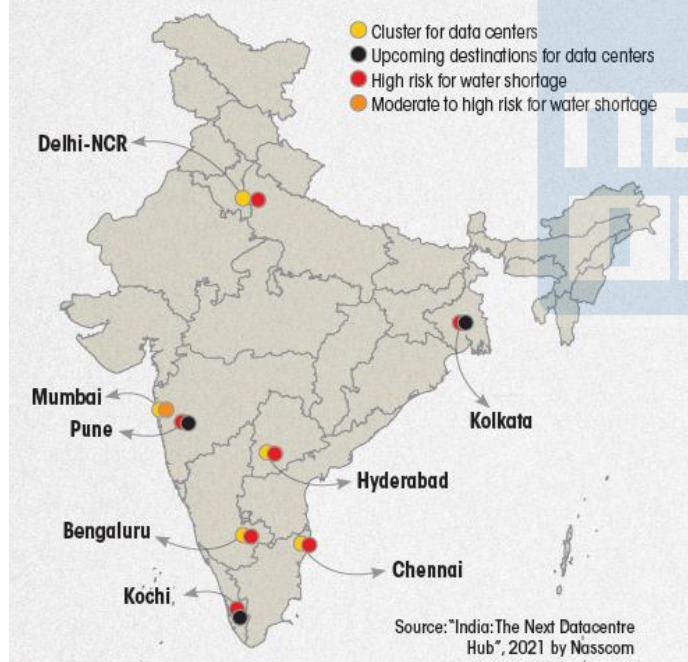 Cluster for data centers
Upcoming destinations for data centers
High risk for water shortage
Moderate to high risk for water shortage
Delhi-NCR
Mumbai
Pune
Kolkata
Hyderabad
Bengaluru
Chennai
Kochi
Source:"India:The Next Datacentre
Hub", 2021 by Nasscom